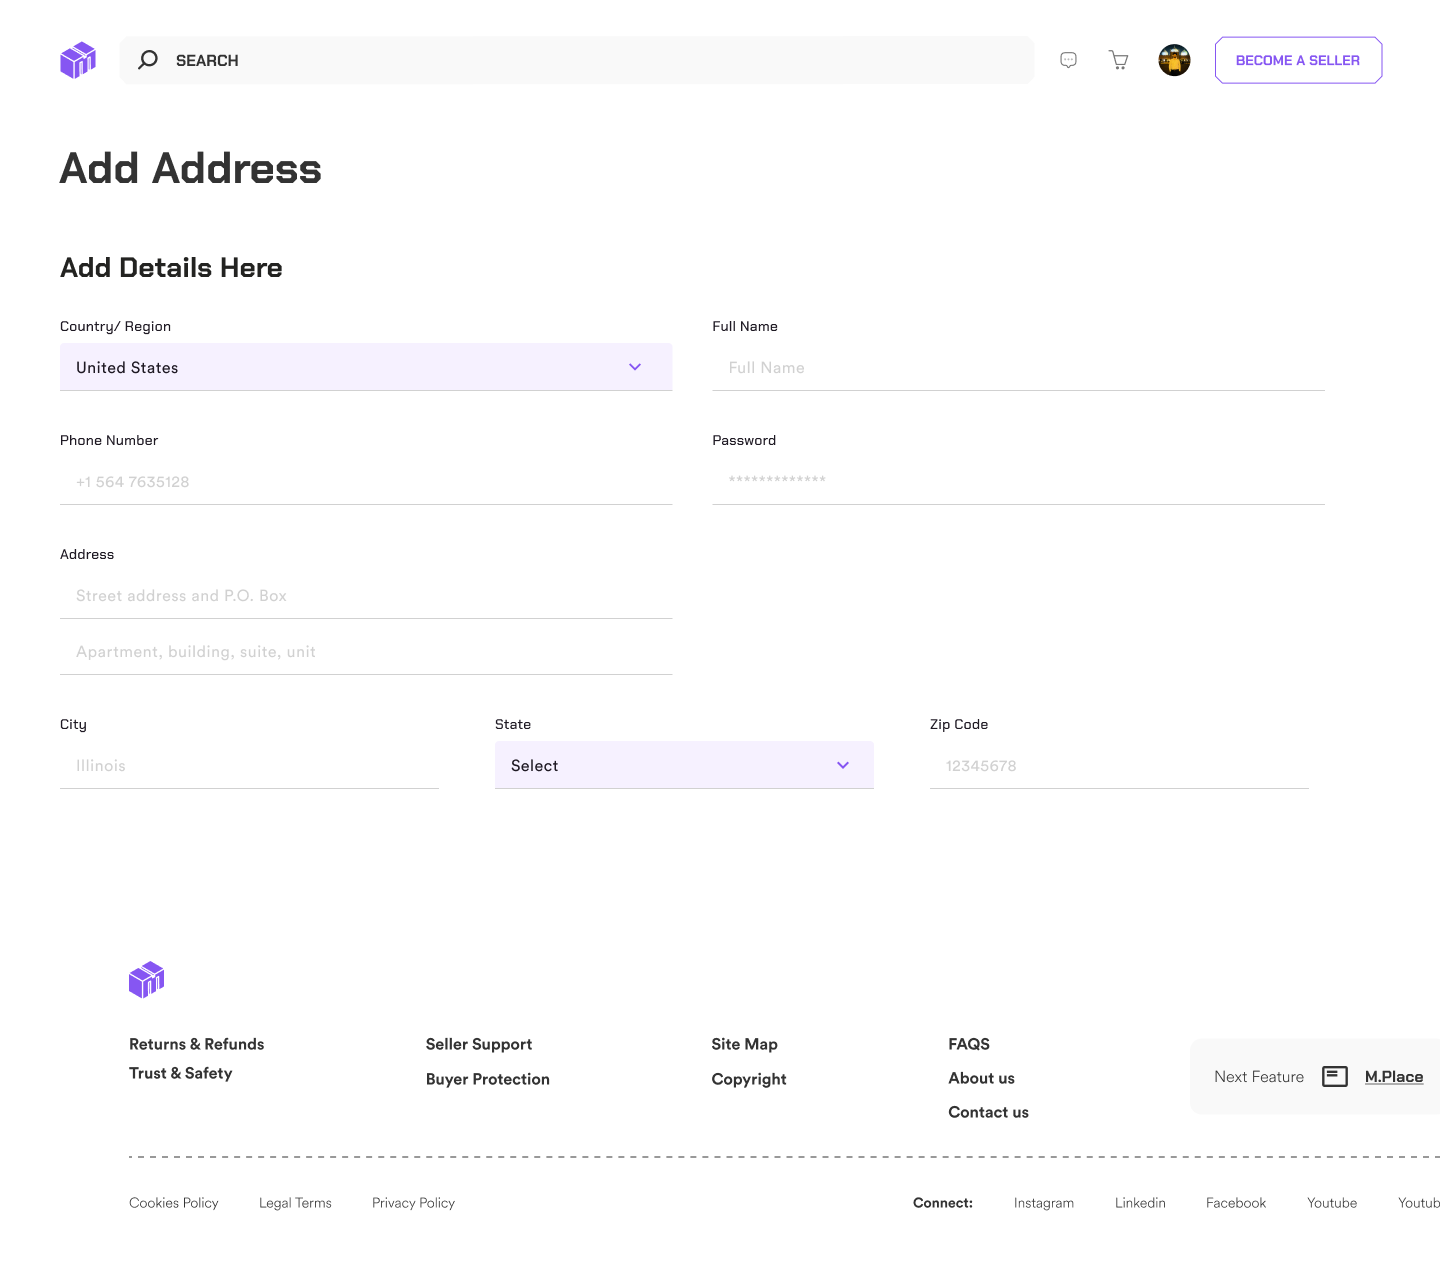 SEARCH
BECOME A SELLER
Add Address
Add Details Here
Country/ Region
Full Name
United States
Full Name
Phone Number
Password
+1 564 7635128
*************
Address
Street address and P.O. Box
Apartment, building, suite, unit
City
State
Zip Code
Illinois
Select
12345678
Returns & Refunds
Seller Support
Site Map
FAQS
Trust & Safety
Buyer Protection
Copyright
About us
Contact us
Next Feature
M.Place
Cookies Policy
Legal Terms
Privacy Policy
Connect:
Instagram
Linkedin
Facebook
Youtube
Youtub